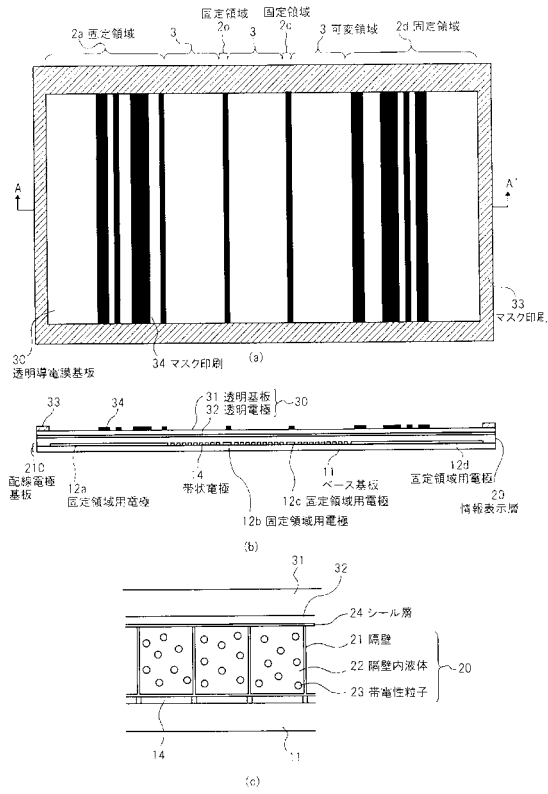 固定領域 固定領域
2a 固定領域 3 2b 3 2c 3 可変領域 2d 固定領域
A A'
33
マスク印刷
30
透明導電膜基板
34 マスク印刷
(a)
33 34 31 透明基板
32 透明電極 30
210
配線電極
基板
12a
固定領域用電極
14
帯状電極
12b 固定領域用電極
12c 固定領域用電極
11
ベース基板
12d
固定領域用電極
20
情報表示層
(b)
31
32
24 シール層
21 隔壁
22 隔壁内液体
23 帯電性粒子
20
14
11
(c)